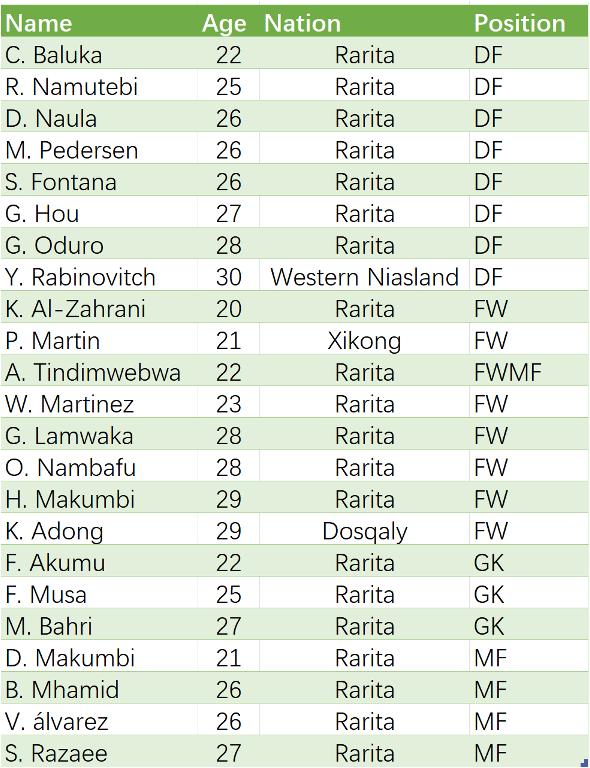 Name Age Nation Position
C. Baluka 22 Rarita DF
R. Namutebi 25 Rarita DF
D. Naula 26 Rarita DF
M. Pedersen 26 Rarita DF
S. Fontana 26 Rarita DF
G. Hou 27 Rarita DF
G. Oduro 28 Rarita DF
Y. Rabinovitch 30 Western Niasland DF
K. Al-Zahrani 20 Rarita FW
P. Martin 21 Xikong FW
A. Tindimwebwa 22 Rarita FWMF
W. Martinez 23 Rarita FW
G. Lamwaka 28 Rarita FW
O. Nambafu 28 Rarita FW
H. Makumbi 29 Rarita FW
K. Adong 29 Dosqaly FW
F. Akumu 22 Rarita GK
F. Musa 25 Rarita GK
M. Bahri 27 Rarita GK
D. Makumbi 21 Rarita MF
B. Mhamid 26 Rarita MF
V. álvarez 26 Rarita MF
S. Razaee 27 Rarita MF